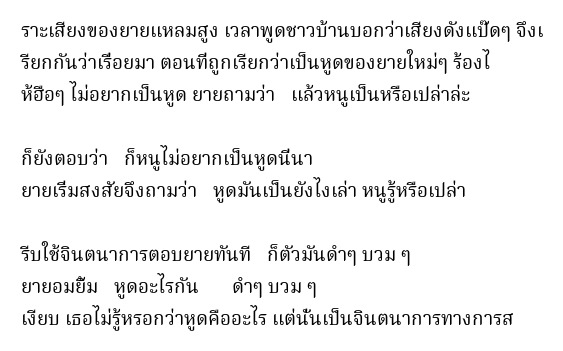 ราะเสียงของยายแหลมสูง เวลาพูดชาวบ้านบอกว่าเสียงดังแป๊ดๆ จึงเ
รียกกันว่าเรื่อยมา ตอนที่ถูกเรียกว่าเป็นหูดของยายใหม่ๆ ร้องไ
ห้ฮือๆ ไม่อยากเป็นหูด ยายถามว่า แล้วหนูเป็นหรือเปล่าล่ะ
ก็ยังตอบว่า ก็หนูไม่อยากเป็นหูดนี่นา
ยายเริ่มสงสัยจึงถามว่า หูดมันเป็นยังไงเล่า หนูรู้หรือเปล่า
รีบใช้จินตนาการตอบยายทันที ก็ตัวมันดำๆ บวม ๆ
ยายอมยิ้ม หูดอะไรกัน ดำๆ บวม ๆ
เงียบ เธอไม่รู้หรอกว่าหูดคืออะไร แต่นั่นเป็นจินตนาการทางการส